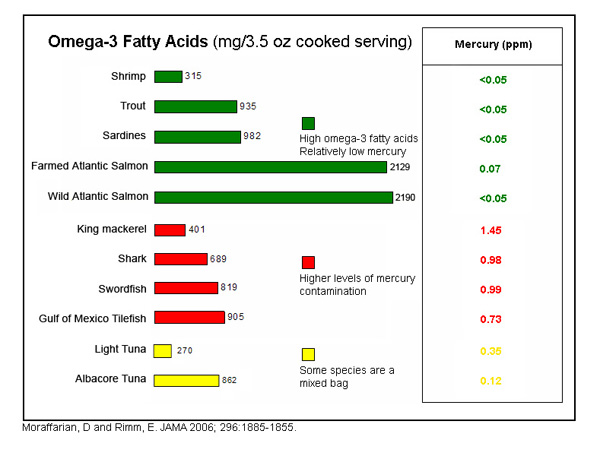 Omega-3 Fatty Acids (mg/3.5 oz cooked serving)
Mercury (ppm)
Shrimp 315 <0.05
Trout 935 <0.05
Sardines 982 <0.05
High omega-3 fatty acids
Relatively low mercury
Farmed Atlantic Salmon 2129 0.07
Wild Atlantic Salmon 2190 <0.05
King mackerel 401 1.45
Shark 689 0.98
Higher levels of mercury
contamination
Swordfish 819 0.99
Gulf of Mexico Tilefish 905 0.73
Light Tuna 270 0.35
Some species are a
mixed bag
Albacore Tuna 862 0.12
Moraffarian, D and Rimm, E. JAMA 2006; 296:1885-1855.